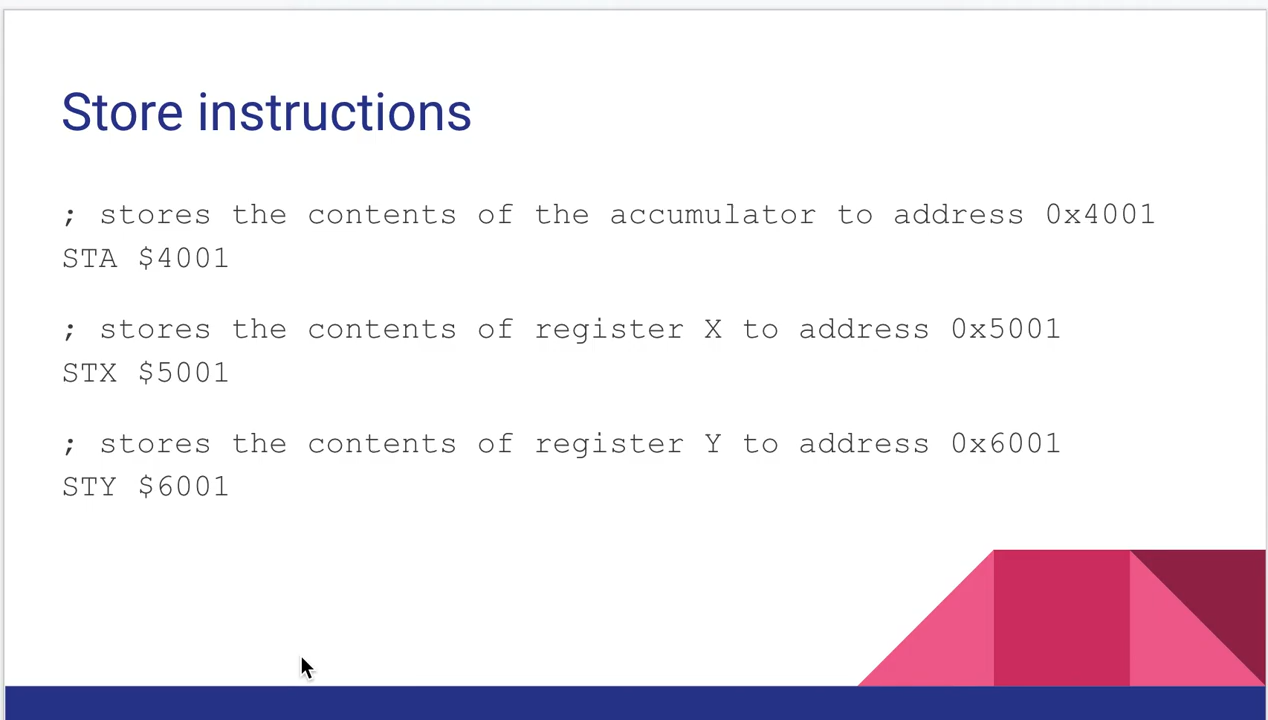 Store instructions
; stores the contents of the accumulator to address 0x4001
STA $4001
; stores the contents of register X to address 0x5001
STX $5001
; stores the contents of register Y to address 0x6001
STY $6001